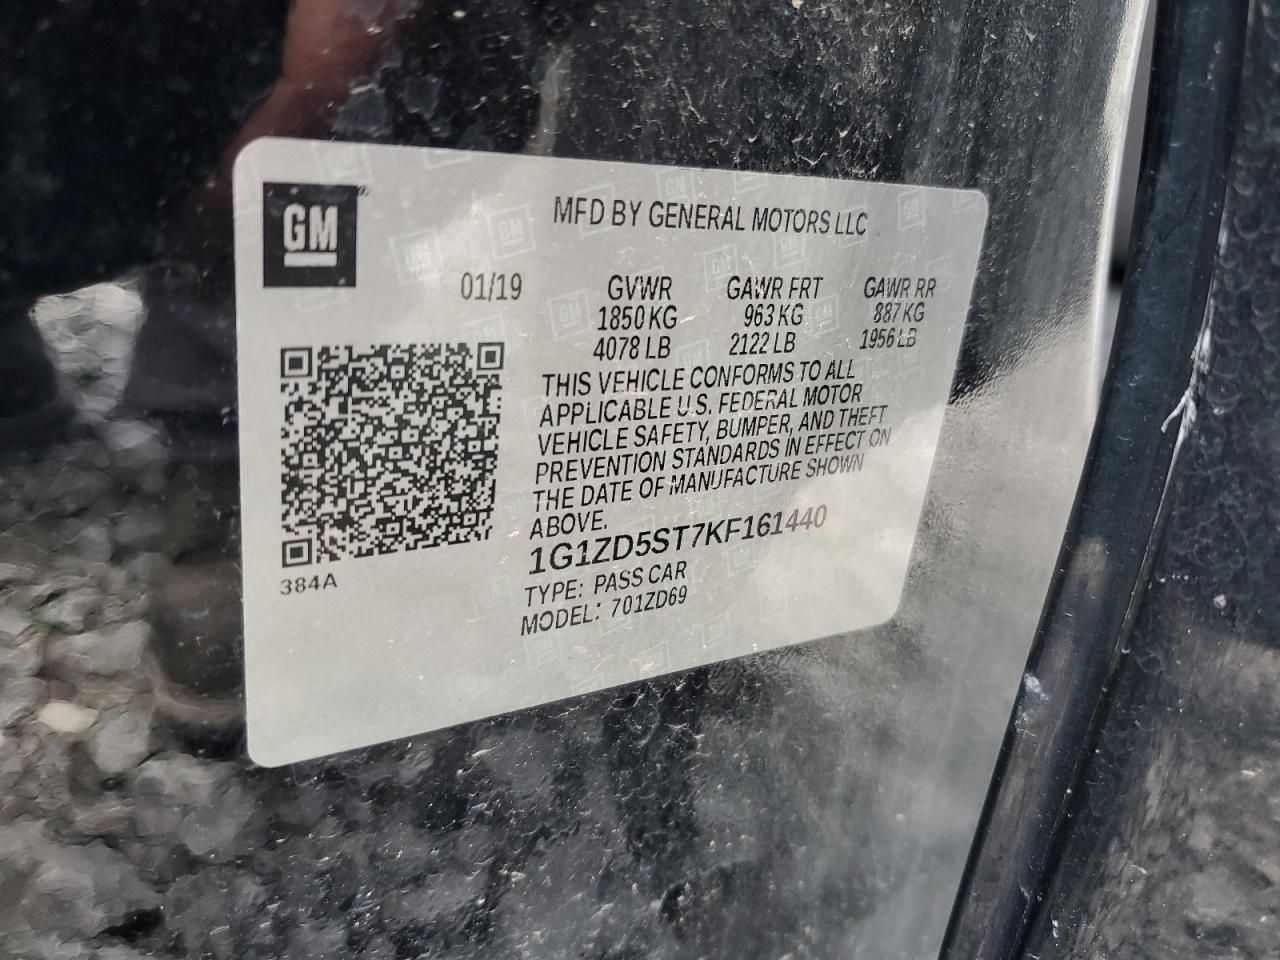 GM
MFD BY GENERAL MOTORS LLC
01/19 GVWR GAWR FRT GAWR RR
1850 KG 963 KG 887 KG
4078 LB 2122 LB 1956 LB
THIS VEHICLE CONFORMS TO ALL
APPLICABLE U.S. FEDERAL MOTOR
VEHICLE SAFETY, BUMPER, AND THEFT
PREVENTION STANDARDS IN EFFECT ON
THE DATE OF MANUFACTURE SHOWN
ABOVE.
1G1ZD5ST7KF161440
384A
TYPE: PASS CAR
MODEL: 701ZD69